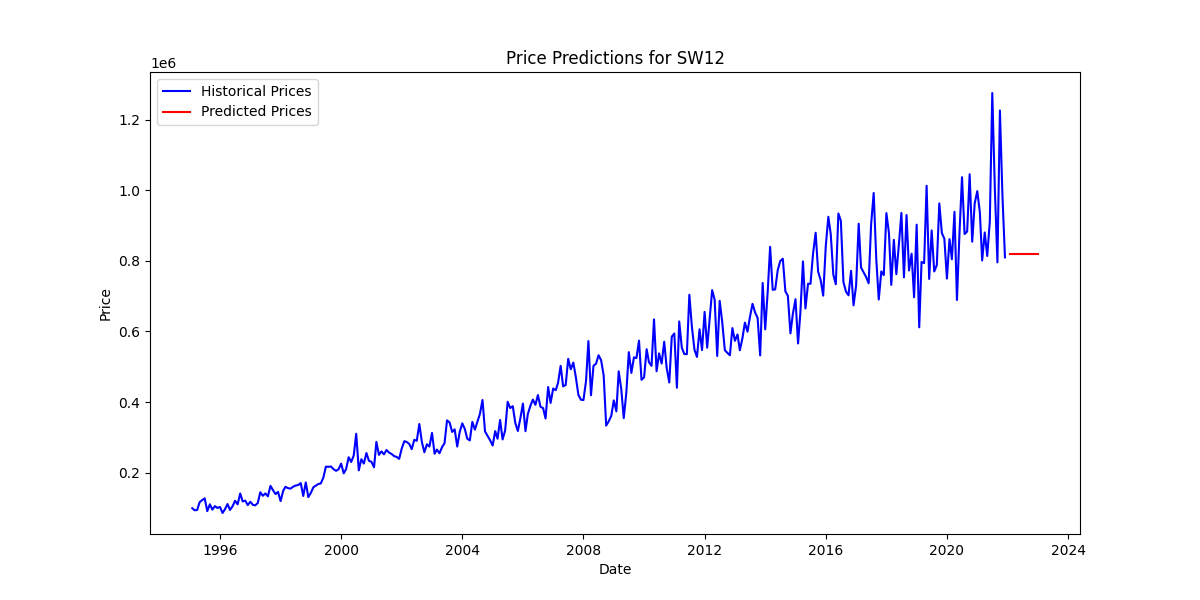 Price Predictions for SW12
1e6
Historical Prices
Predicted Prices
1.2
1.0
0.8
0.6
0.4
0.2
Price
1996 2000 2004 2008 2012 2016 2020 2024
Date